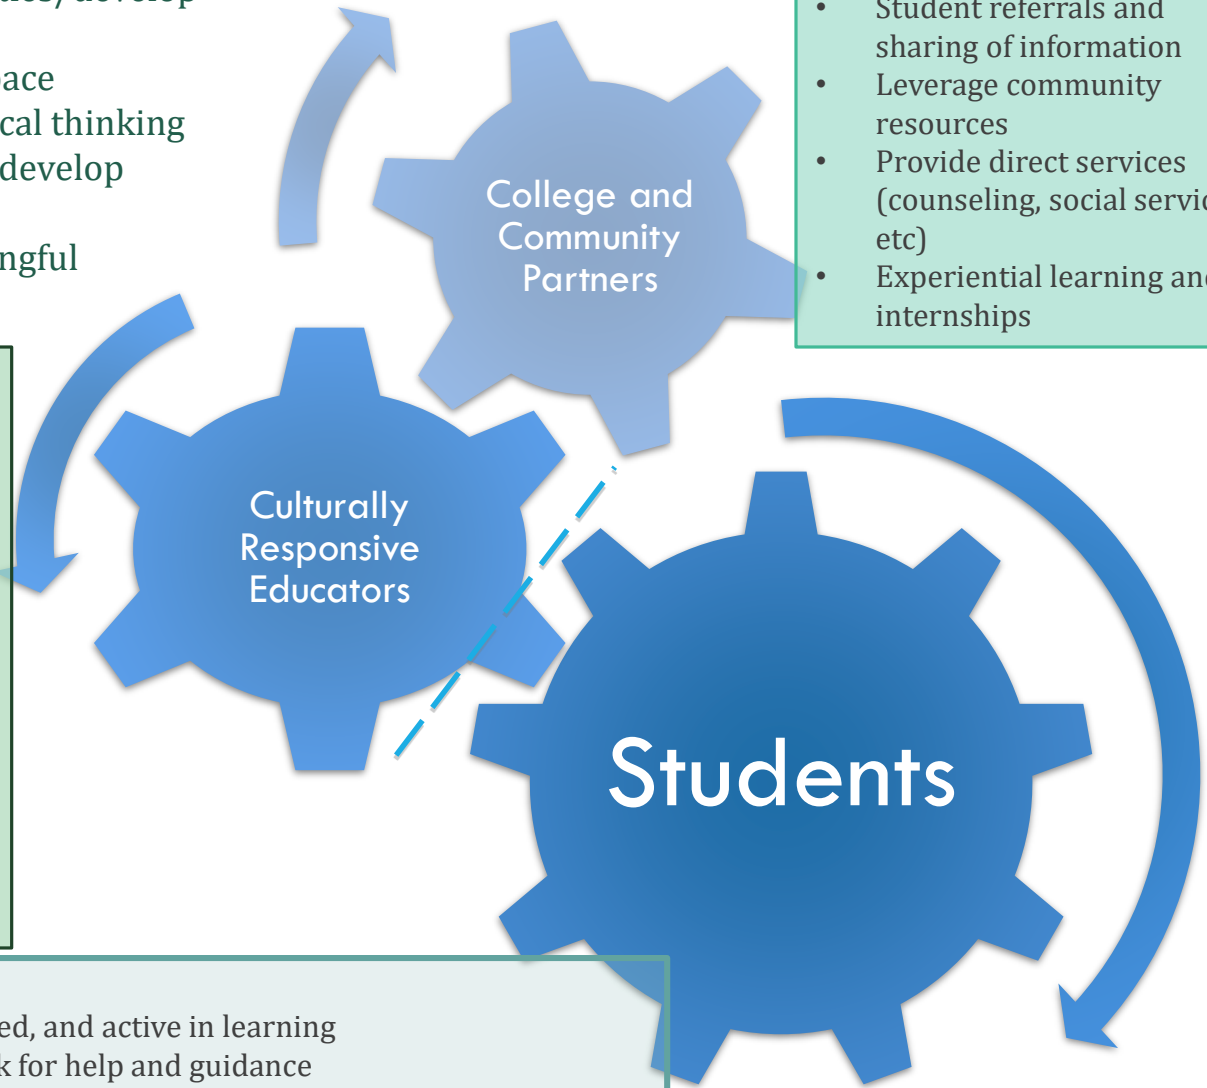 develop
cal thinking
develop
College and
Community
Partners
• Student referrals and
sharing of information
• Leverage community
resources
• Provide direct services
(counseling, social servic
etc)
• Experiential learning and
internships
Culturally
Responsive
Educators
Students
ed, and active in learning
k for help and guidance